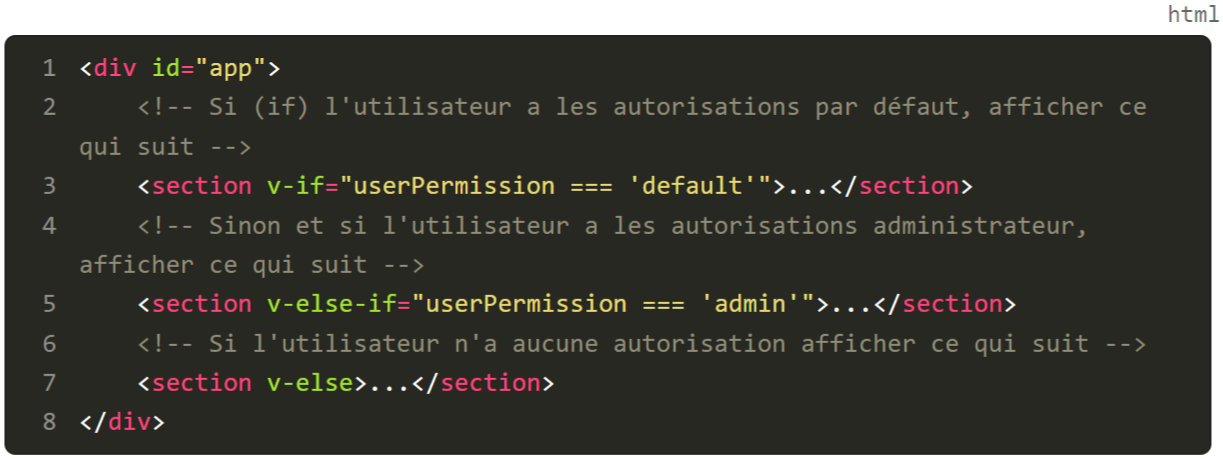 html
1 <div id="app">
2     <!-- Si (if) l'utilisateur a les autorisations par défaut, afficher ce
qui suit -->
3     <section v-if="userPermission === 'default'">...</section>
4     <!-- Sinon et si l'utilisateur a les autorisations administrateur,
afficher ce qui suit -->
5     <section v-else-if="userPermission === 'admin'">...</section>
6     <!-- Si l'utilisateur n'a aucune autorisation afficher ce qui suit -->
7     <section v-else>...</section>
8 </div>